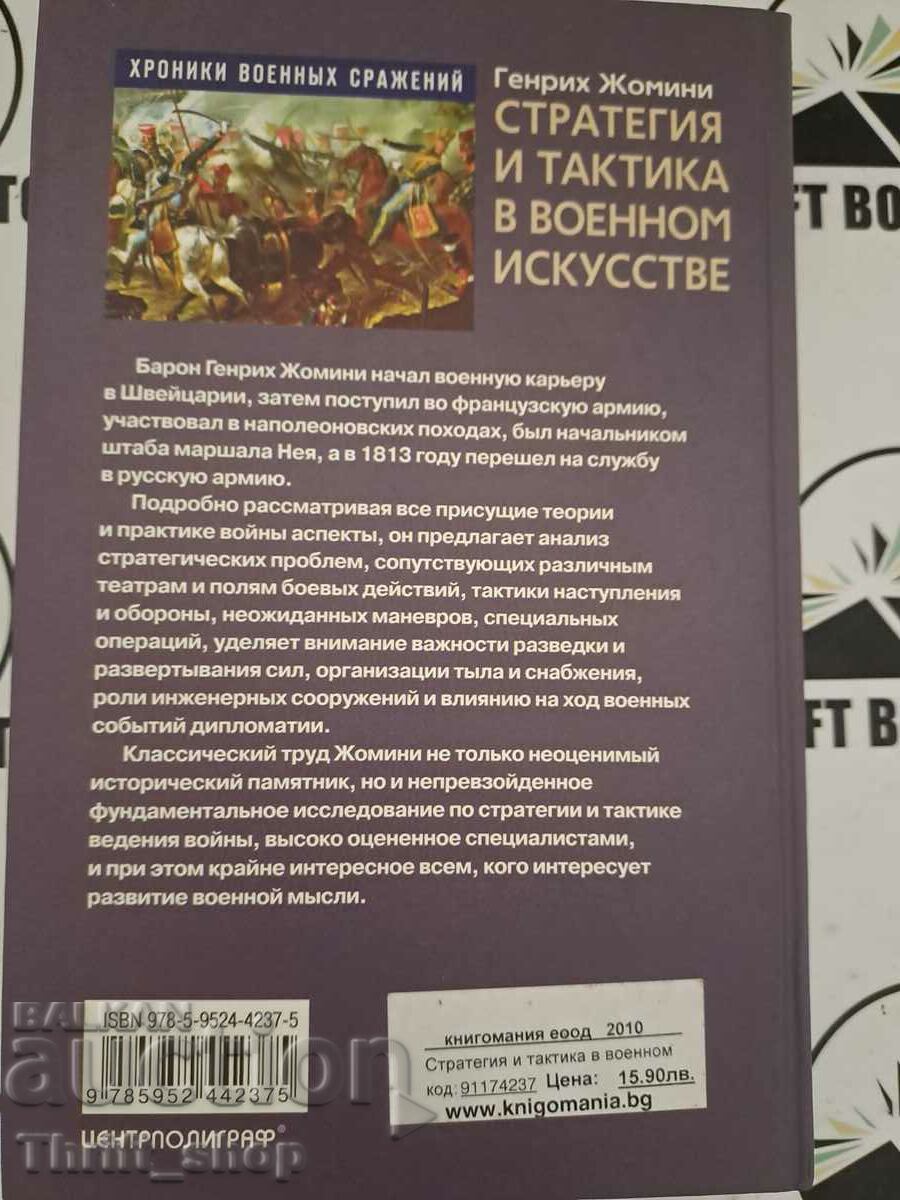 ХРОНИКИ ВОЕННЫХ СРАЖЕНИЙ
Генрих Жомини
СТРАТЕГИЯ
И ТАКТИКА
В ВОЕННОМ
ИСКУССТВЕ
Барон Генрих Жомини начал военную карьеру
в Швейцарии, затем поступил во французскую армию,
участвовал в наполеоновских походах, был начальником
штаба маршала Нея, а в 1813 году перешел на службу
в русскую армию.
Подробно рассматривая все присущие теории
и практике войны аспекты, он предлагает анализ
стратегических проблем, сопутствующих различным
театрам и полям боевых действий, тактики наступления
и обороны, неожиданных маневров, специальных
операций, уделяет внимание важности разведки и
развертывания сил, организации тыла и снабжения,
роли инженерных сооружений и влиянию на ход военных
событий дипломатии.
Классический труд Жомини не только неоценимый
исторический памятник, но и непревзойденное
фундаментальное исследование по стратегии и тактике
ведения войны, высоко оцененное специалистами,
и при этом крайне интересное всем, кого интересует
развитие военной мысли.
ISBN 978-5-9524-4237-5
9 785952 442375
ЦЕНТРПОЛИГРАФ®
книгомания еоод 2010
Стратегия и тактика в военном
код: 91174237 Цена: 15.90лв.
www.knigomania.bg
BALKAN
auction
Thrift_shop
FT BO
FT BO
TO